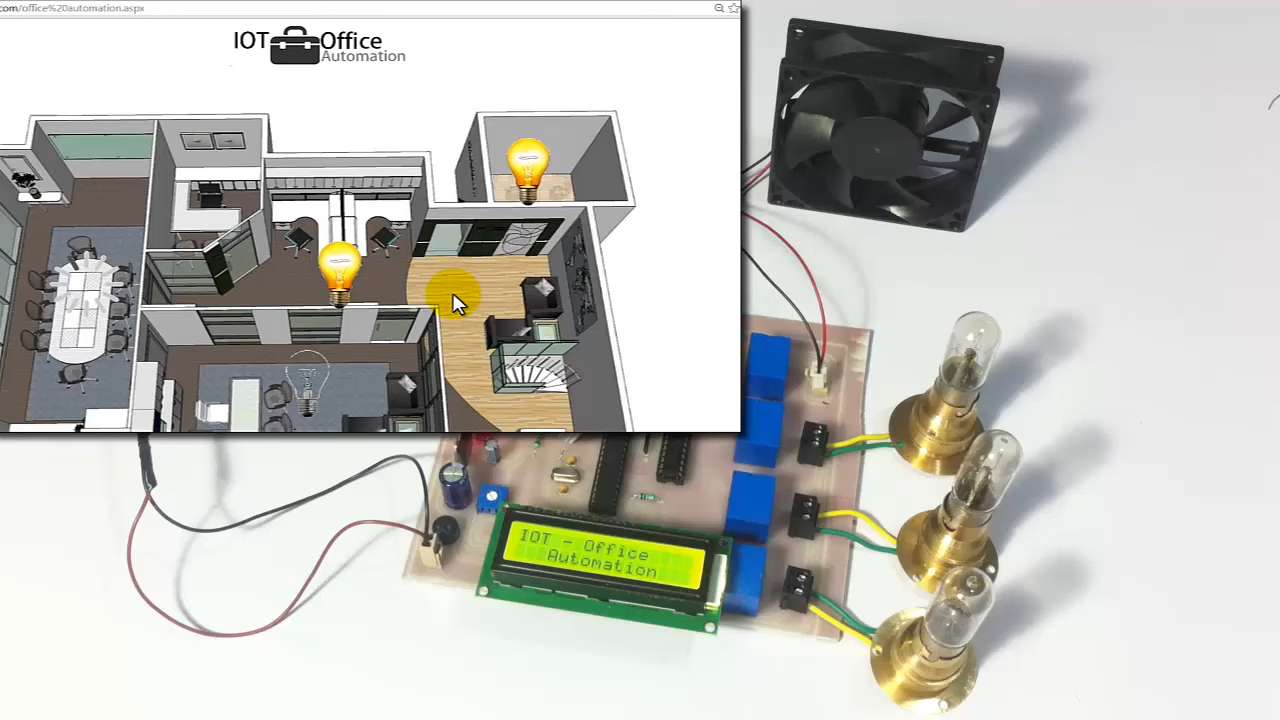 com/office%20automation.aspx
IOT Office
Automation
IOT - Office
Automation